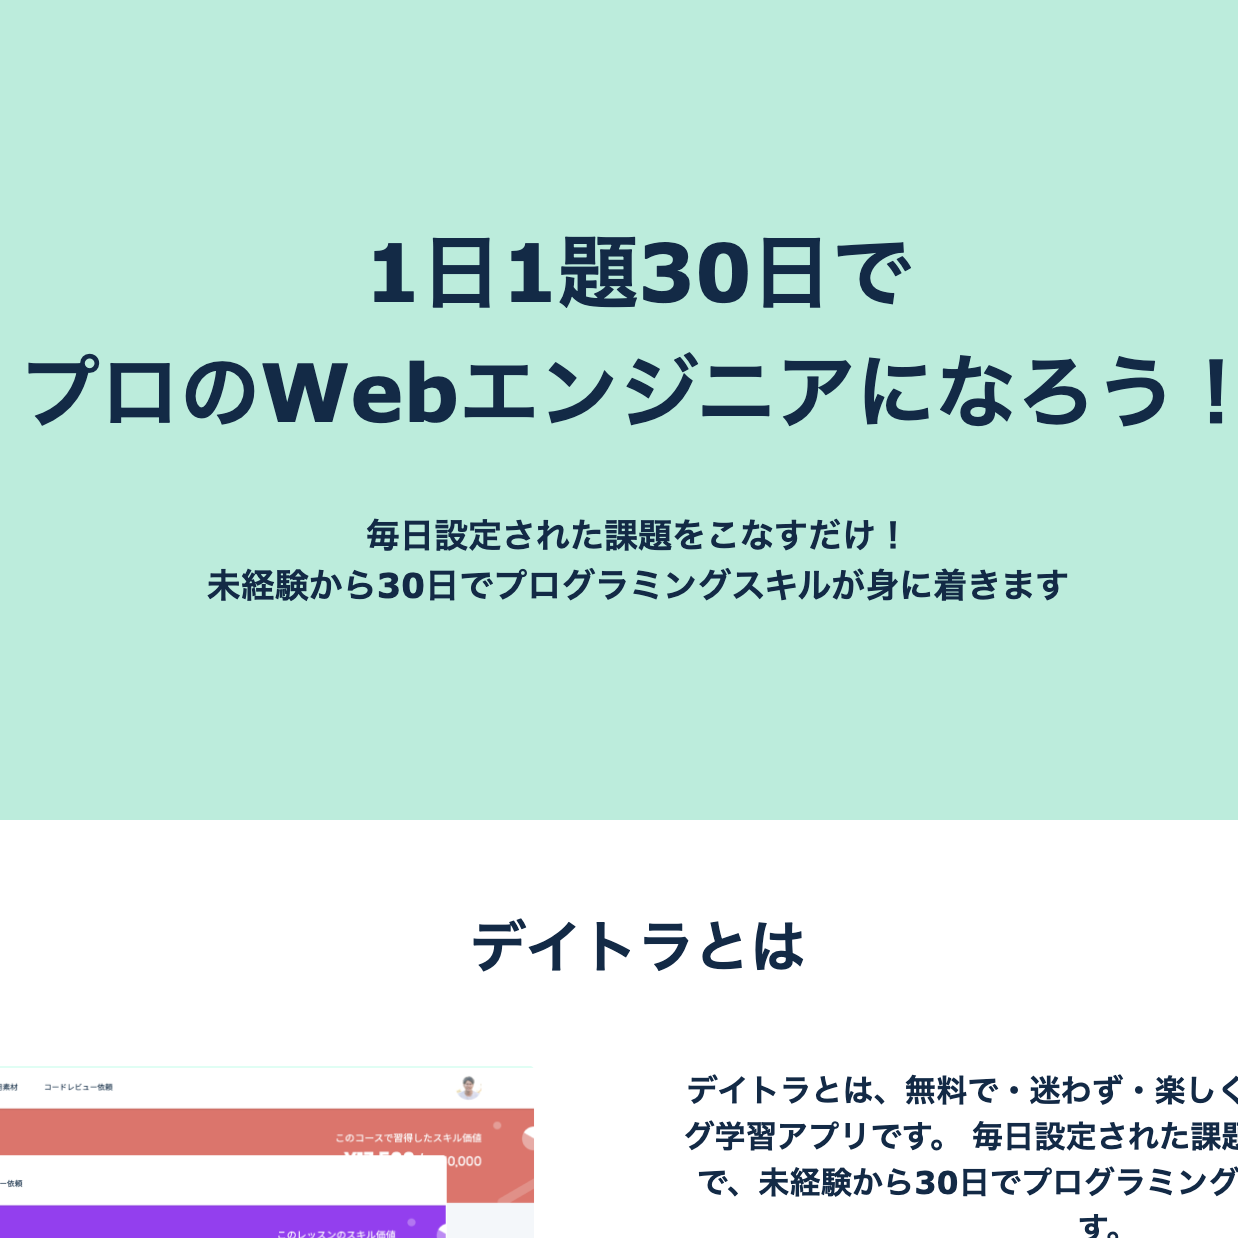 1日1題30日で
プロのWebエンジニアになろう！
毎日設定された課題をこなすだけ！
未経験から30日でプログラミングスキルが身に着きます
デイトラとは
素材 コードレビュー依頼
このコースで習得したスキル価値
0,000
ー依頼
このレッスンのスキル価値
デイトラとは、無料で・迷わず・楽しく
グ学習アプリです。 毎日設定された課題
で、未経験から30日でプログラミング
す。